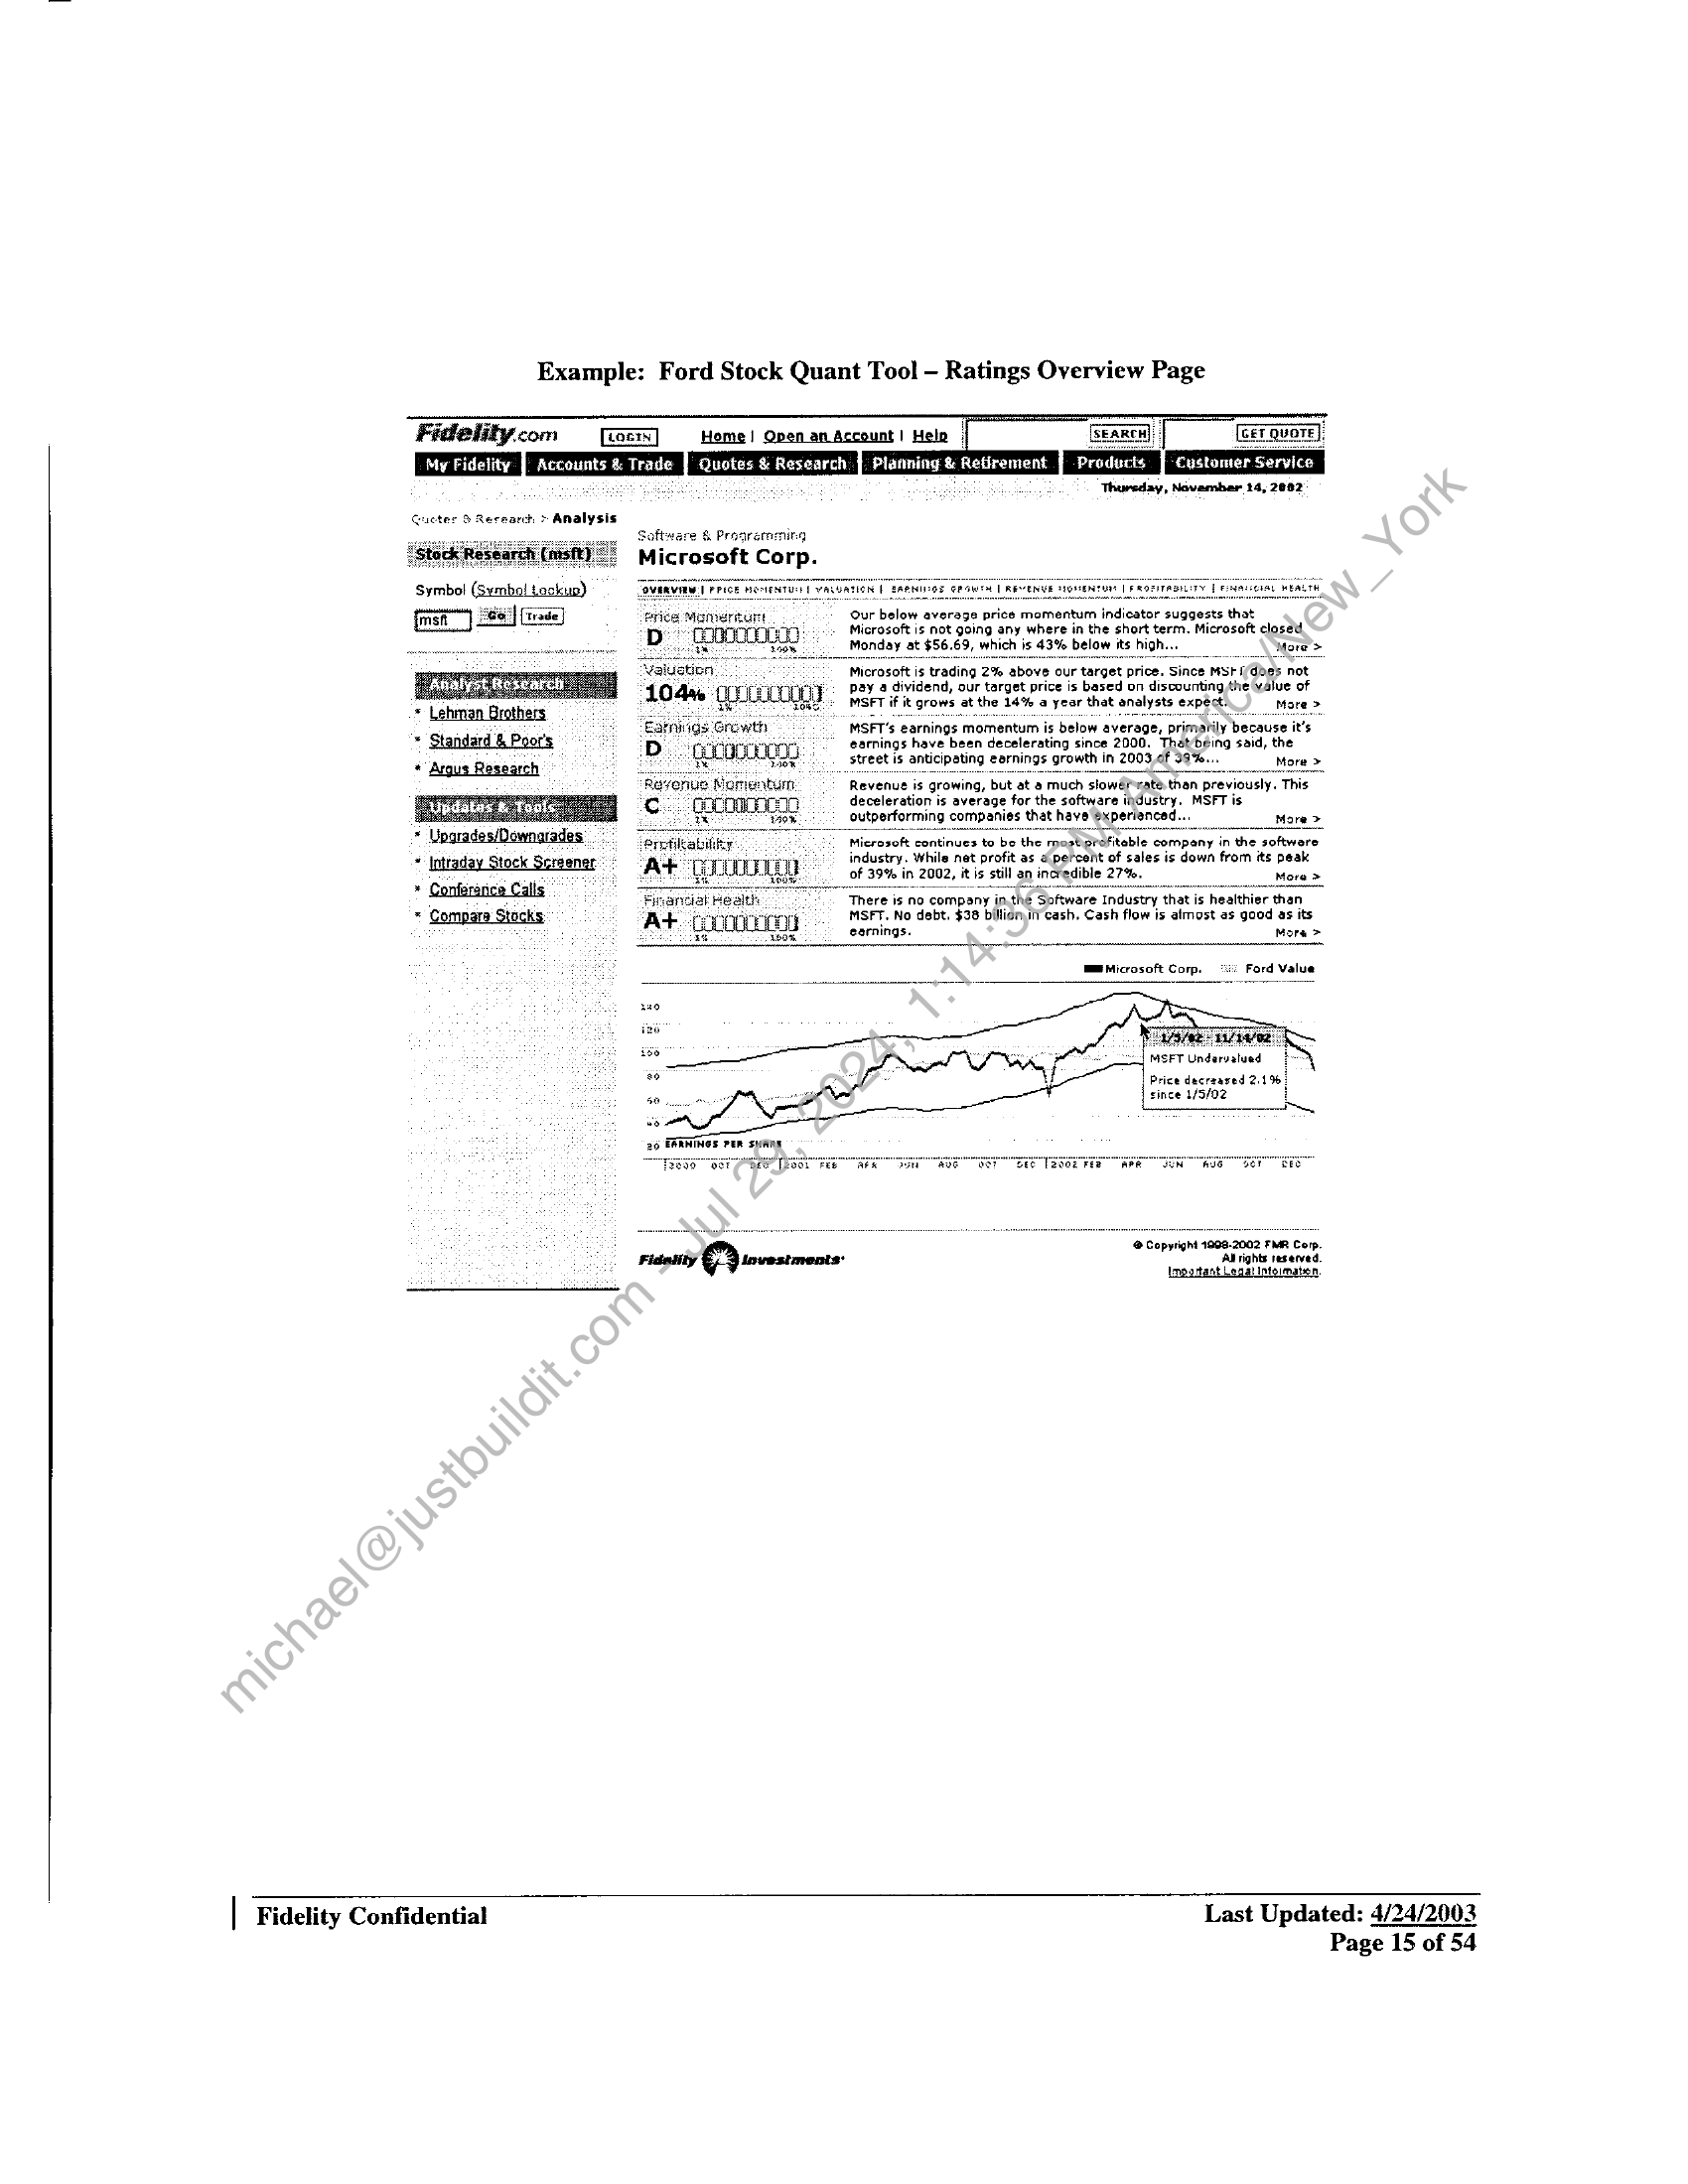 Example: Ford Stock Quant Tool – Ratings Overview Page
Fidelity.com
LOGIN
Home | Open an Account | Help
SEARCH
GET QUOTE
My Fidelity
Accounts & Trade
Quotes & Research
Planning & Retirement
Products
Customer Service
Thursday, November 14, 2002
Quotes & Research > Analysis
Stock Research (msft)
Symbol (Symbol Lookup)
msft
Go
Trade
Analyst Research
* Lehman Brothers
* Standard & Poor's
* Argus Research
Updates & Tools
* Upgrades/Downgrades
* Intraday Stock Screener
* Conference Calls
* Compare Stocks
Software & Programming
Microsoft Corp.
OVERVIEW | PRICE MOMENTUM | VALUATION | EARNINGS GROWTH | REVENUE MOMENTUM | PROFITABILITY | FINANCIAL HEALTH
Price Momentum
D
1% 100%
Our below average price momentum indicator suggests that
Microsoft is not going any where in the short term. Microsoft closed
Monday at $56.69, which is 43% below its high...
More >
Valuation
104%
1% 104%
Microsoft is trading 2% above our target price. Since MSFT does not
pay a dividend, our target price is based on discounting the value of
MSFT if it grows at the 14% a year that analysts expect.
More >
Earnings Growth
D
1% 100%
MSFT's earnings momentum is below average, primarily because it's
earnings have been decelerating since 2000. That being said, the
street is anticipating earnings growth in 2003 of 39%...
More >
Revenue Momentum
C
1% 100%
Revenue is growing, but at a much slower rate than previously. This
deceleration is average for the software industry. MSFT is
outperforming companies that have experienced...
More >
Profitability
A+
1% 100%
Microsoft continues to be the most profitable company in the software
industry. While net profit as a percent of sales is down from its peak
of 39% in 2002, it is still an incredible 27%.
More >
Financial Health
A+
1% 100%
There is no company in the Software Industry that is healthier than
MSFT. No debt. $38 billion in cash. Cash flow is almost as good as its
earnings.
More >
Microsoft Corp. Ford Value
140
120
100
80
60
40
20 EARNINGS PER SHARE
1/5/02 - 11/14/02
MSFT Undervalued
Price decreased 2.1%
since 1/5/02
2000 OCT DEC 2001 FEB APR JUN AUG OCT DEC 2002 FEB APR JUN AUG OCT DEC
Fidelity Investments
© Copyright 1998-2002 FMR Corp.
All rights reserved.
Important Legal Information.
michael@justbuildit.com - Jul 29, 2024, 1:14:36 PM America/New_York
Fidelity Confidential
Last Updated: 4/24/2003
Page 15 of 54